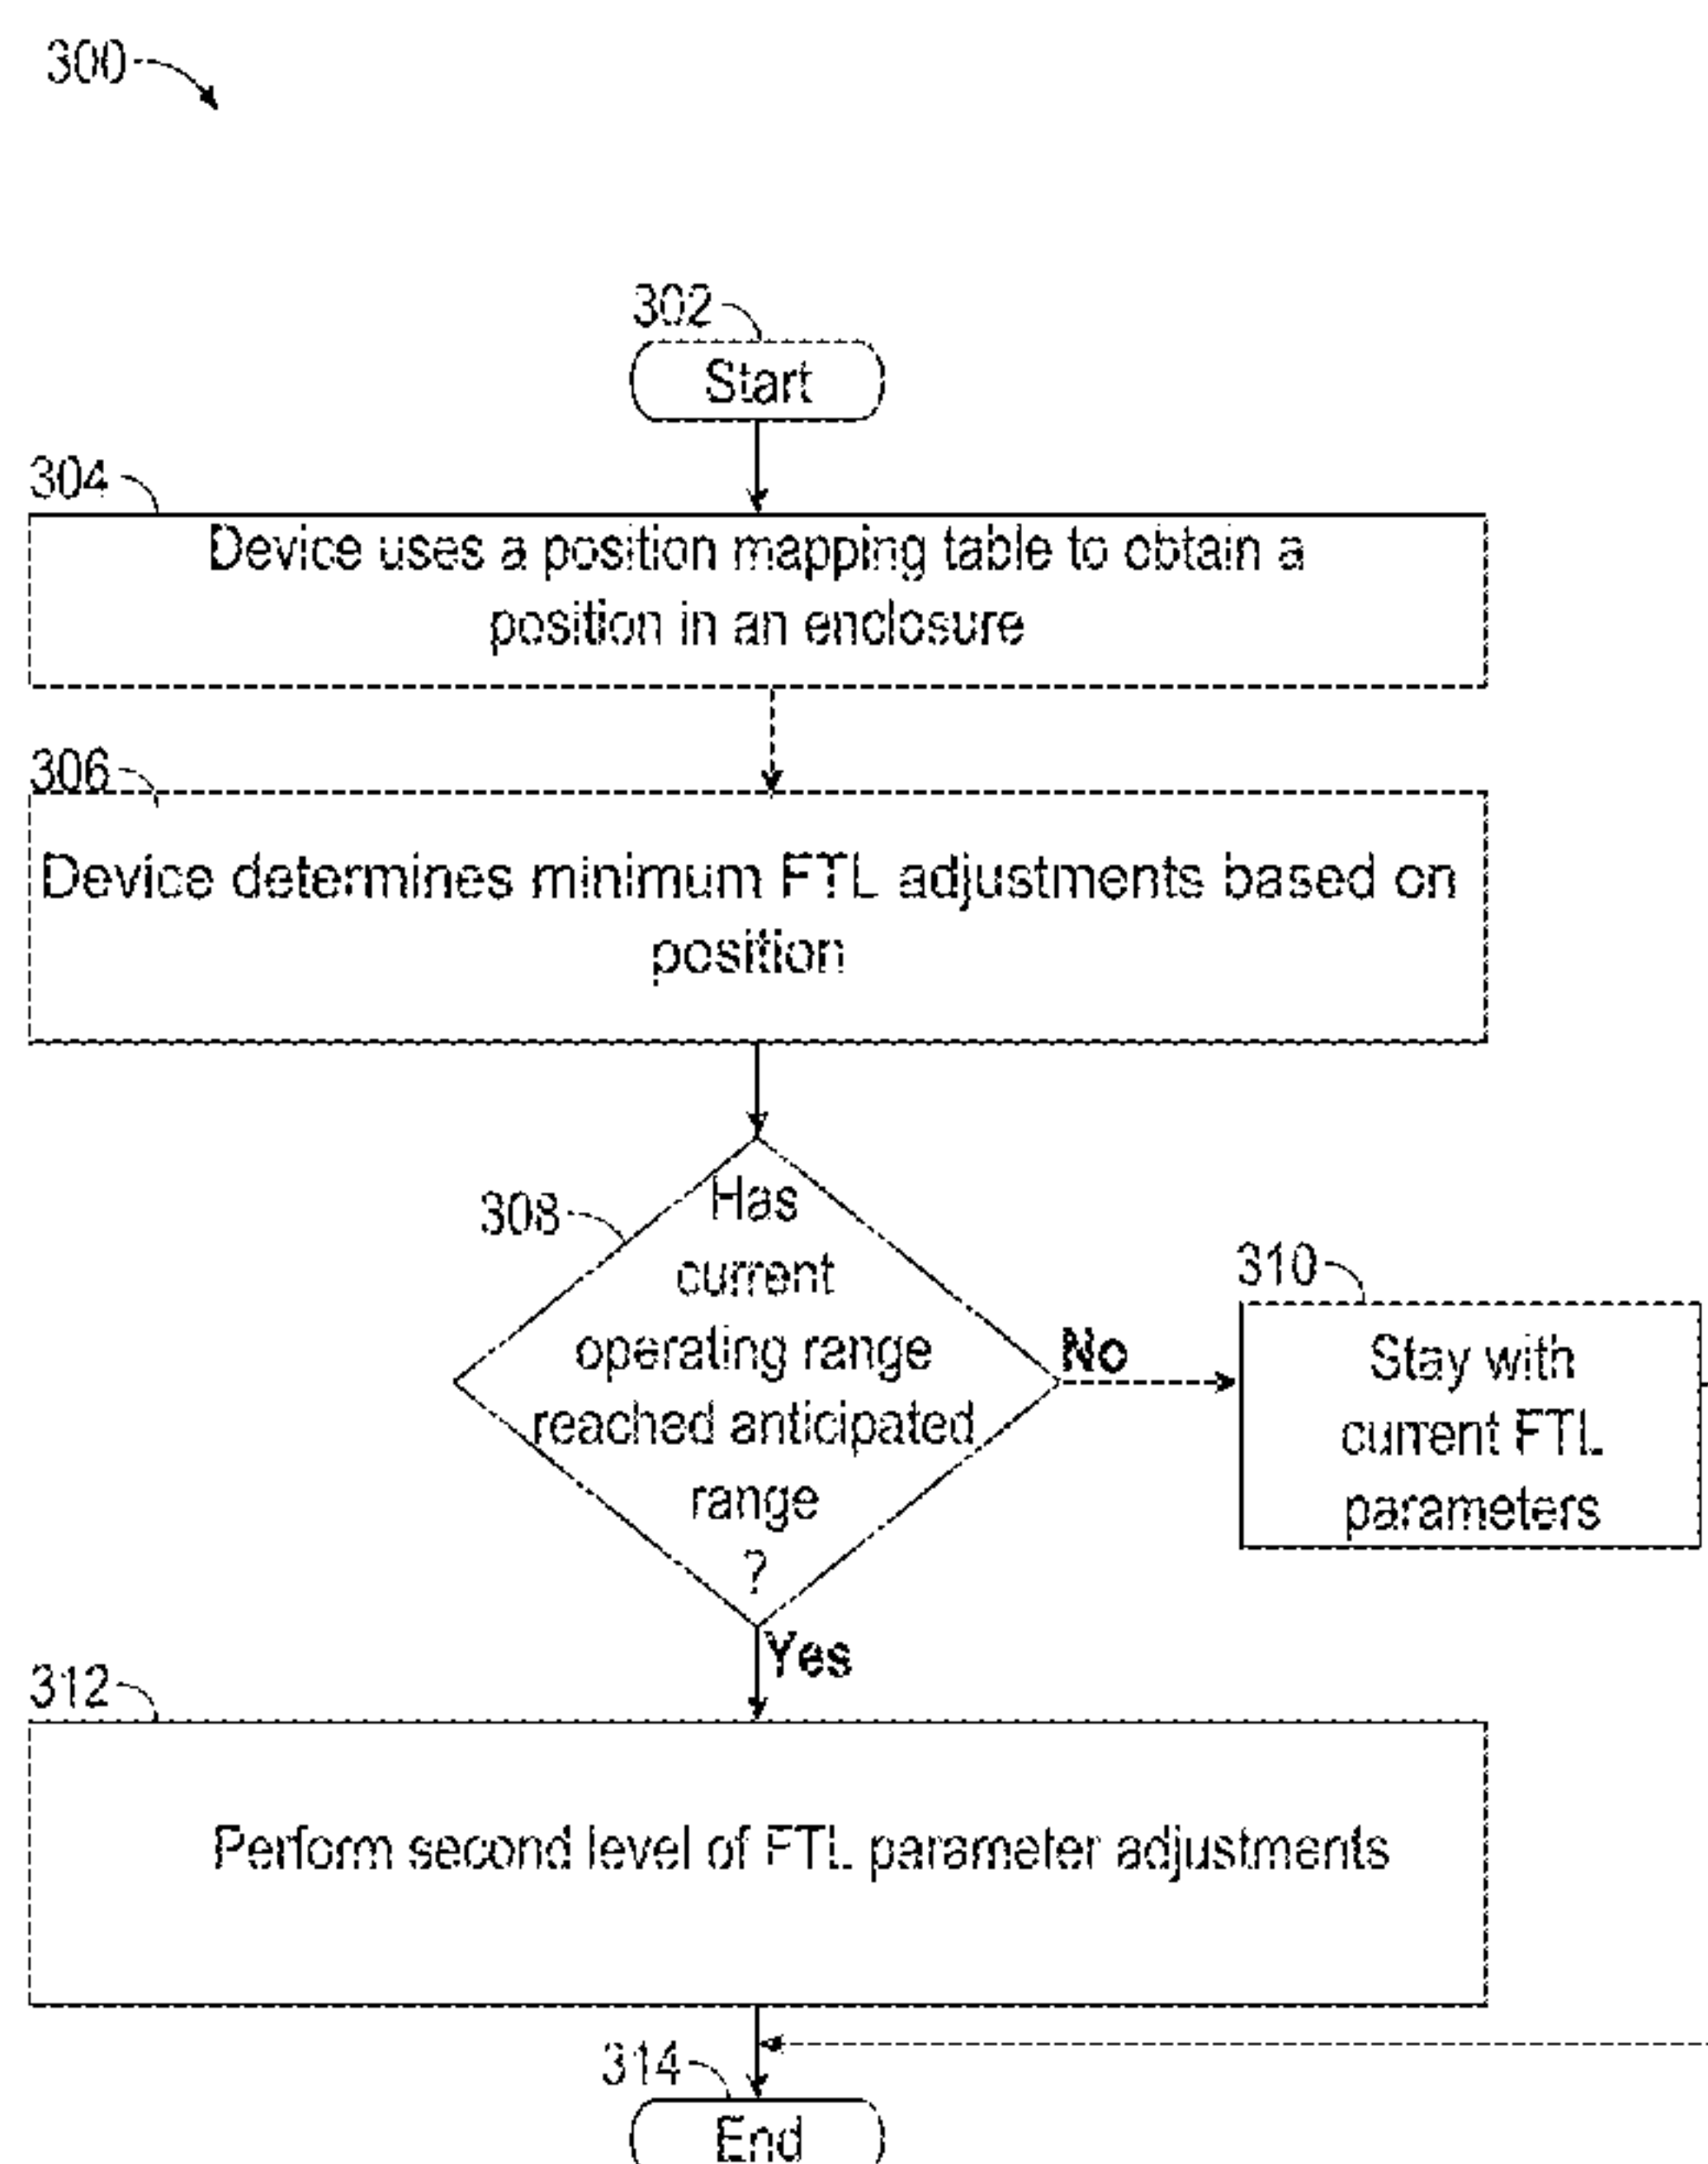 300
302
Start
304
Device uses a position mapping table to obtain a
position in an enclosure
306
Device determines minimum FTL adjustments based on
position
308
Has
current
operating range
reached anticipated
range
?
No
310
Stay with
current FTL
parameters
Yes
312
Perform second level of FTL parameter adjustments
314
End